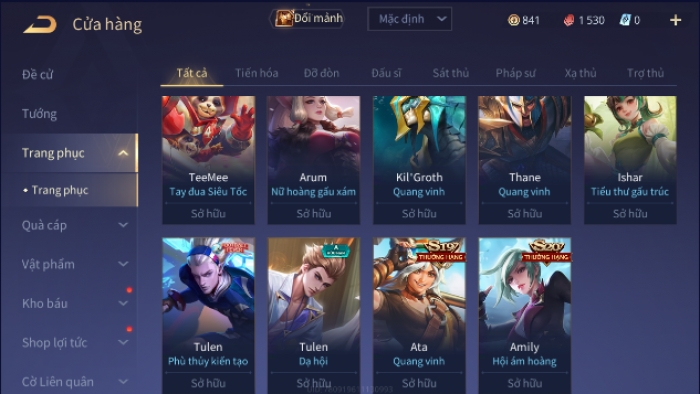 Cửa hàng
Đổi mảnh
Mặc định
841
1 530
0
Đề cử
Tướng
Trang phục
Trang phục
Quà cáp
Vật phẩm
Kho báu
Shop lợi tức
Cờ Liên quân
Tất cả Tiến hóa Đỡ đòn Đấu sĩ Sát thủ Pháp sư Xạ thủ Trợ thủ
TeeMee
Tay đua Siêu Tốc
Sở hữu
Arum
Nữ hoàng gấu xám
Sở hữu
Kil'Groth
Quang vinh
Sở hữu
Thane
Quang vinh
Sở hữu
Ishar
Tiểu thư gấu trúc
Sở hữu
Tulen
Phù thủy kiến tạo
Sở hữu
A
Tulen
Dạ hội
Sở hữu
S19
THƯỞNG HẠNG
Ata
Quang vinh
Sở hữu
S20
THƯỞNG HẠNG
Amily
Hội ám hoàng
Sở hữu